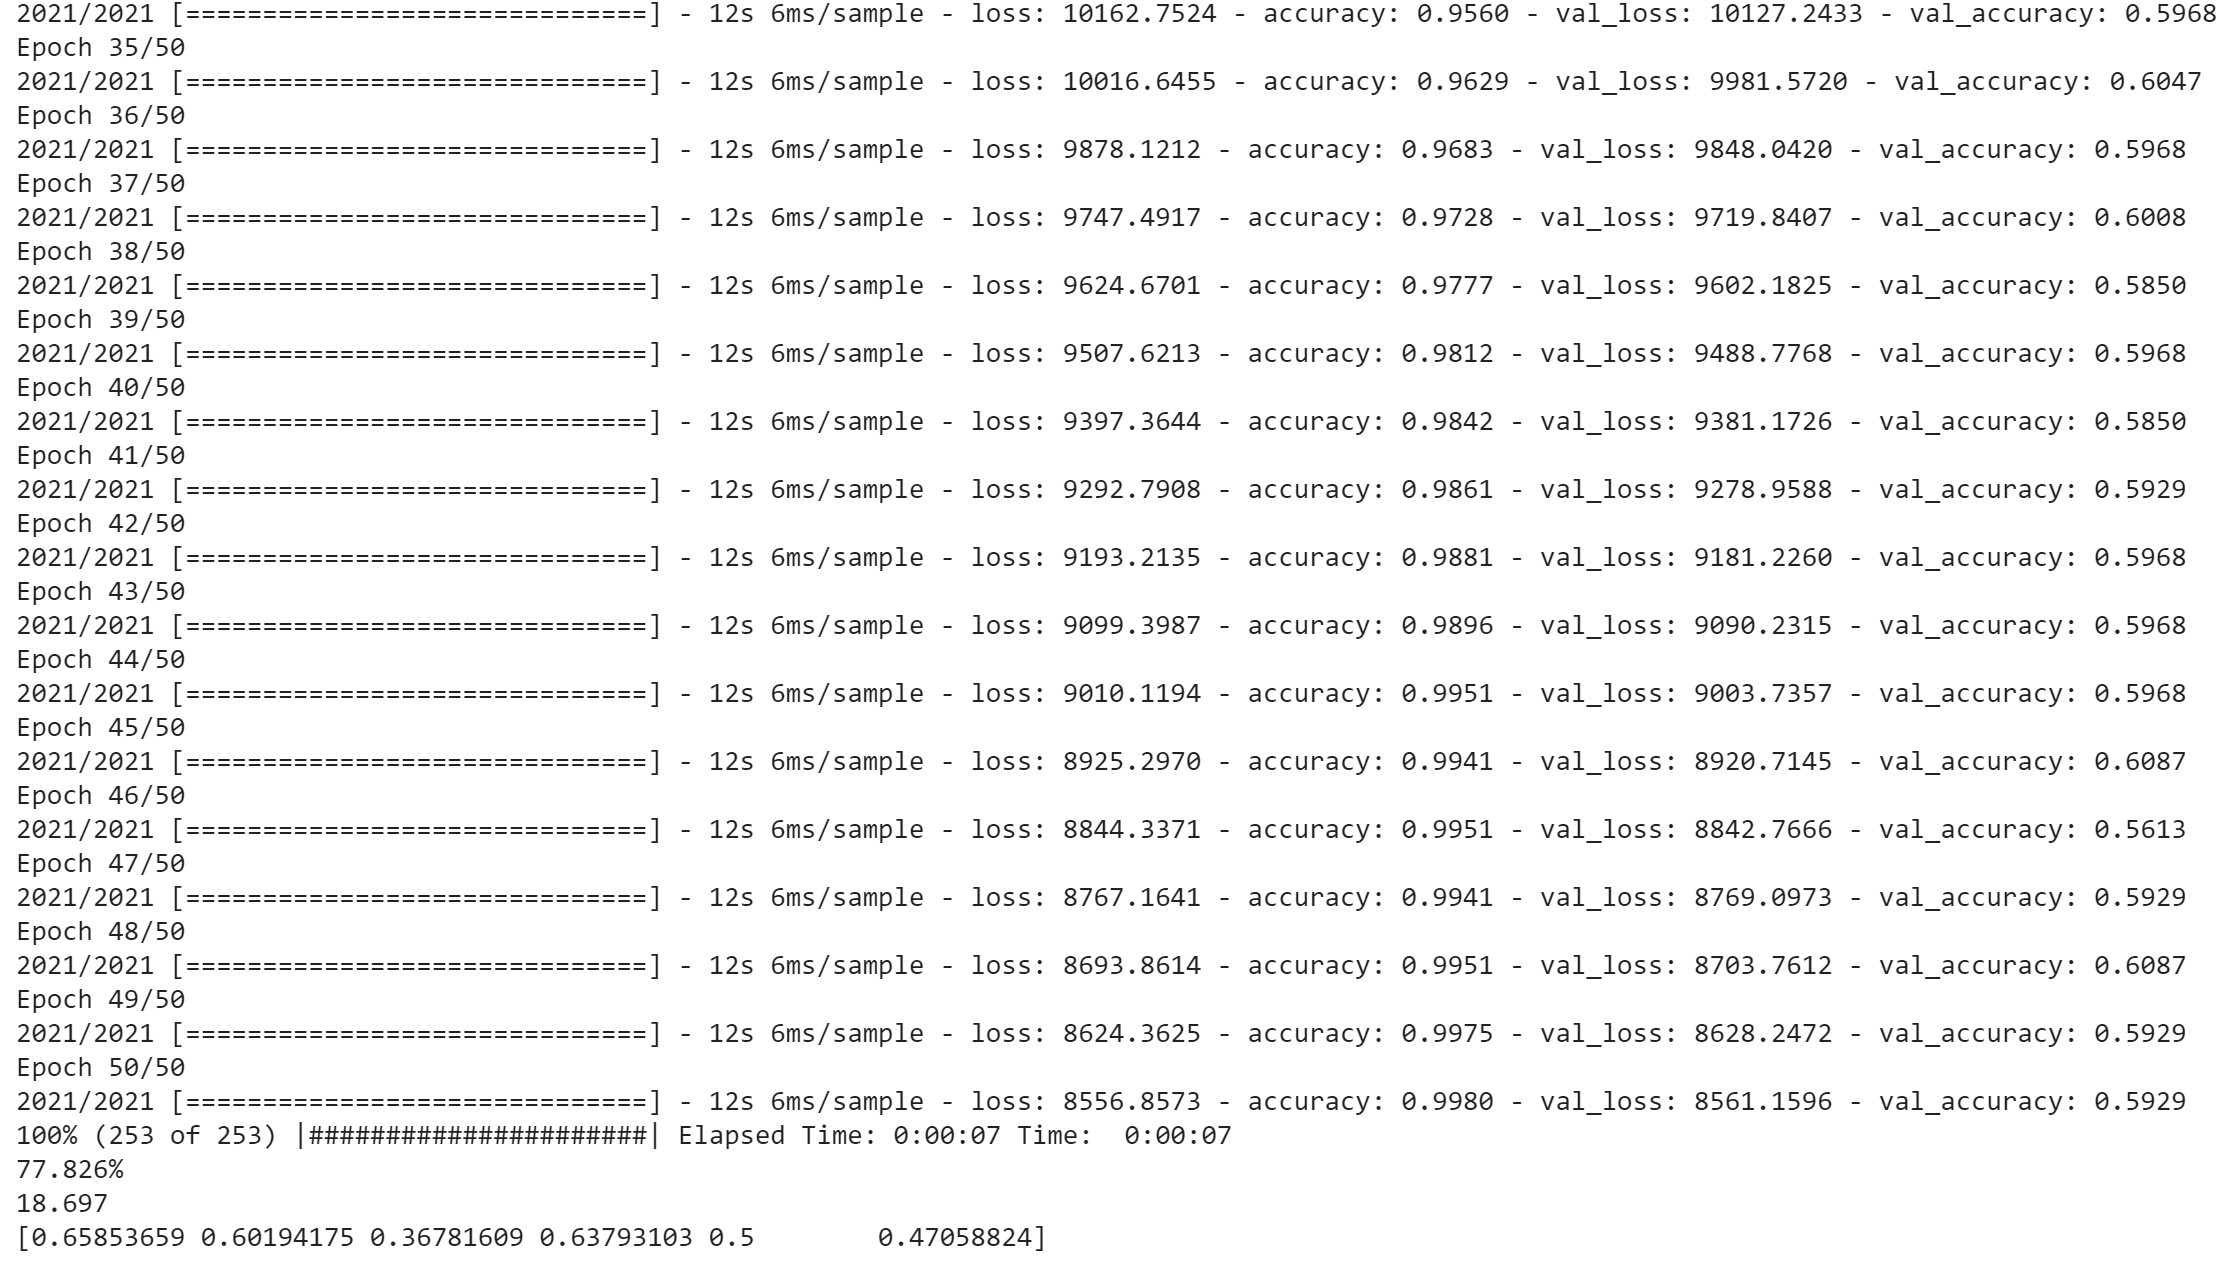 2021/2021 [==============================] - 12s 6ms/sample - loss: 10162.7524 - accuracy: 0.9560 - val_loss: 10127.2433 - val_accuracy: 0.5968
Epoch 35/50
2021/2021 [==============================] - 12s 6ms/sample - loss: 10016.6455 - accuracy: 0.9629 - val_loss: 9981.5720 - val_accuracy: 0.6047
Epoch 36/50
2021/2021 [==============================] - 12s 6ms/sample - loss: 9878.1212 - accuracy: 0.9683 - val_loss: 9848.0420 - val_accuracy: 0.5968
Epoch 37/50
2021/2021 [==============================] - 12s 6ms/sample - loss: 9747.4917 - accuracy: 0.9728 - val_loss: 9719.8407 - val_accuracy: 0.6008
Epoch 38/50
2021/2021 [==============================] - 12s 6ms/sample - loss: 9624.6701 - accuracy: 0.9777 - val_loss: 9602.1825 - val_accuracy: 0.5850
Epoch 39/50
2021/2021 [==============================] - 12s 6ms/sample - loss: 9507.6213 - accuracy: 0.9812 - val_loss: 9488.7768 - val_accuracy: 0.5968
Epoch 40/50
2021/2021 [==============================] - 12s 6ms/sample - loss: 9397.3644 - accuracy: 0.9842 - val_loss: 9381.1726 - val_accuracy: 0.5850
Epoch 41/50
2021/2021 [==============================] - 12s 6ms/sample - loss: 9292.7908 - accuracy: 0.9861 - val_loss: 9278.9588 - val_accuracy: 0.5929
Epoch 42/50
2021/2021 [==============================] - 12s 6ms/sample - loss: 9193.2135 - accuracy: 0.9881 - val_loss: 9181.2260 - val_accuracy: 0.5968
Epoch 43/50
2021/2021 [==============================] - 12s 6ms/sample - loss: 9099.3987 - accuracy: 0.9896 - val_loss: 9090.2315 - val_accuracy: 0.5968
Epoch 44/50
2021/2021 [==============================] - 12s 6ms/sample - loss: 9010.1194 - accuracy: 0.9951 - val_loss: 9003.7357 - val_accuracy: 0.5968
Epoch 45/50
2021/2021 [==============================] - 12s 6ms/sample - loss: 8925.2970 - accuracy: 0.9941 - val_loss: 8920.7145 - val_accuracy: 0.6087
Epoch 46/50
2021/2021 [==============================] - 12s 6ms/sample - loss: 8844.3371 - accuracy: 0.9951 - val_loss: 8842.7666 - val_accuracy: 0.5613
Epoch 47/50
2021/2021 [==============================] - 12s 6ms/sample - loss: 8767.1641 - accuracy: 0.9941 - val_loss: 8769.0973 - val_accuracy: 0.5929
Epoch 48/50
2021/2021 [==============================] - 12s 6ms/sample - loss: 8693.8614 - accuracy: 0.9951 - val_loss: 8703.7612 - val_accuracy: 0.6087
Epoch 49/50
2021/2021 [==============================] - 12s 6ms/sample - loss: 8624.3625 - accuracy: 0.9975 - val_loss: 8628.2472 - val_accuracy: 0.5929
Epoch 50/50
2021/2021 [==============================] - 12s 6ms/sample - loss: 8556.8573 - accuracy: 0.9980 - val_loss: 8561.1596 - val_accuracy: 0.5929
100% (253 of 253) |######################| Elapsed Time: 0:00:07 Time:  0:00:07
77.826%
18.697
[0.65853659 0.60194175 0.36781609 0.63793103 0.5        0.47058824]